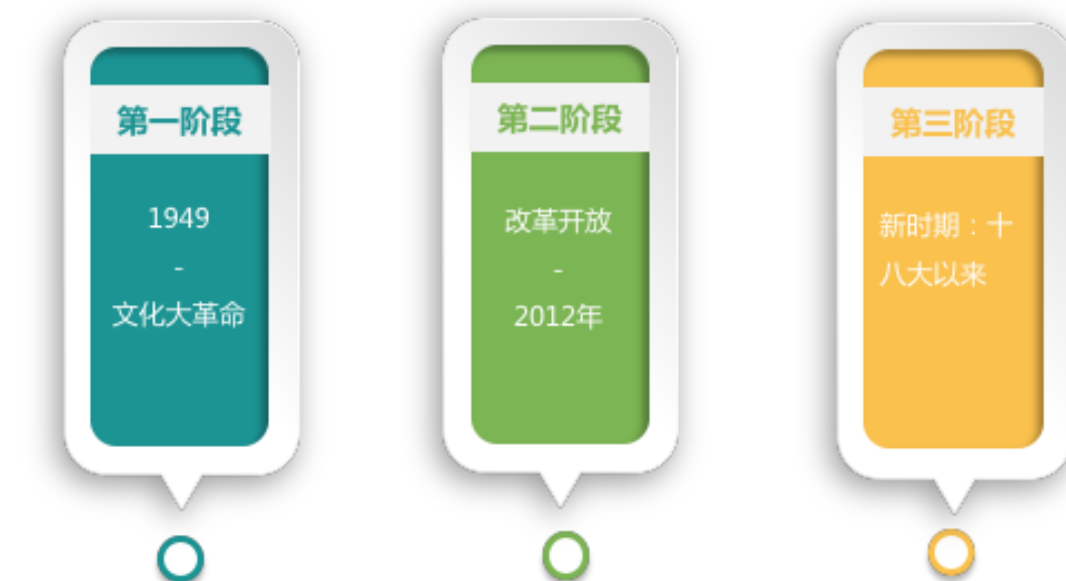 第一阶段
1949
-
文化大革命
第二阶段
改革开放
-
2012年
第三阶段
新时期：十
八大以来